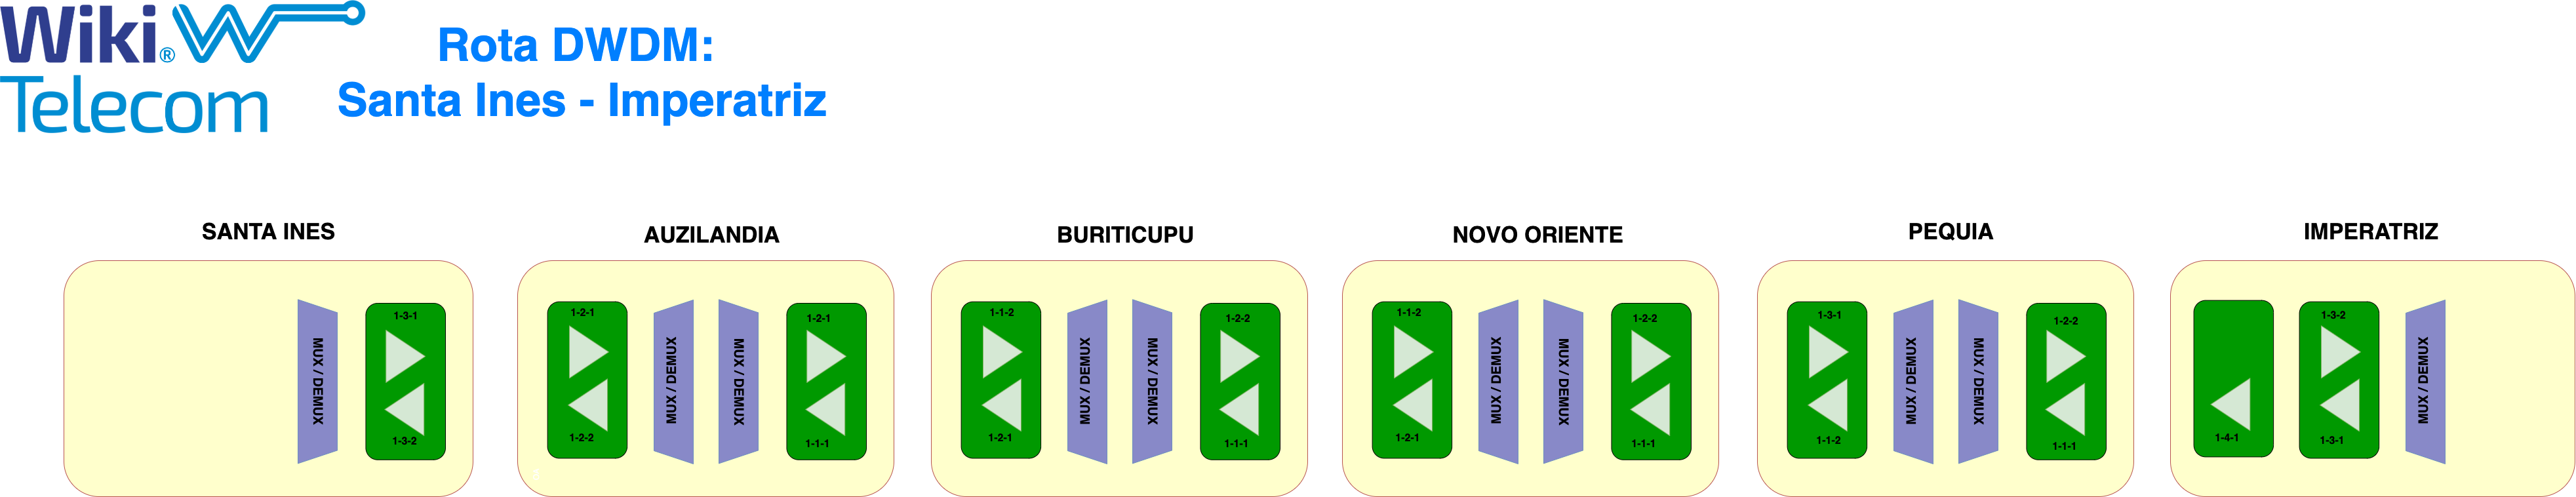 Wiki®
Telecom
Rota DWDM:
Santa Ines - Imperatriz
SANTA INES
MUX / DEMUX
1-3-1
1-3-2
AUZILANDIA
1-2-1
1-2-2
MUX / DEMUX
MUX / DEMUX
1-2-1
1-1-1
BURITICUPU
1-1-2
1-2-1
MUX / DEMUX
MUX / DEMUX
1-2-2
1-1-1
NOVO ORIENTE
1-1-2
1-2-1
MUX / DEMUX
MUX / DEMUX
1-2-2
1-1-1
PEQUIA
1-3-1
1-1-2
MUX / DEMUX
MUX / DEMUX
1-2-2
1-1-1
IMPERATRIZ
1-4-1
1-3-2
1-3-1
MUX / DEMUX